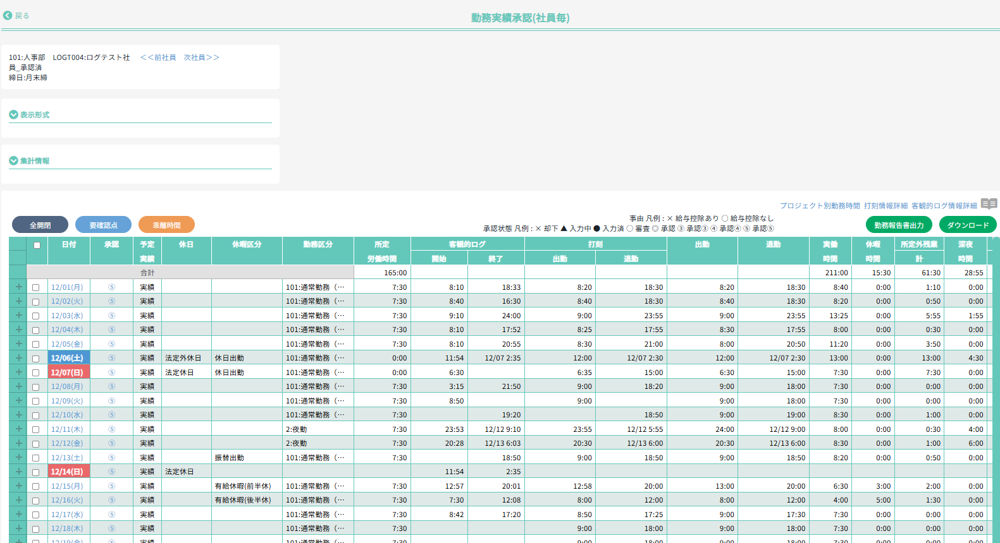 戻る
勤務実績承認(社員毎)
101:人事部　LOGT004:ログテスト社員_承認済　<<前社員　次社員>>
締日:月末締
表示形式
集計情報
プロジェクト別勤務時間 打刻情報詳細 客観的ログ情報詳細
全開閉 要確認点 乖離時間
事由 凡例 : × 給与控除あり ○ 給与控除なし
承認状態 凡例 : × 却下 ▲ 入力中 ● 入力済 ○ 審査 ◎ 承認 ③ 承認③ ④ 承認④ ⑤ 承認⑤
勤務報告書出力 ダウンロード
日付 承認 予定 休日 休暇区分 勤務区分 所定 客観的ログ 打刻 出勤 退勤 実働 休暇 所定外残業 深夜
実績 労働時間 開始 終了 出勤 退勤 時間 時間 計 時間
合計 165:00 211:00 15:30 61:30 28:55
12/01(月) ⑤ 実績 101:通常勤務（… 7:30 8:10 18:33 8:20 18:30 8:20 18:30 8:40 0:00 1:10 0:00
12/02(火) ⑤ 実績 101:通常勤務（… 7:30 8:40 16:30 8:40 18:30 8:40 18:30 8:20 0:00 0:50 0:00
12/03(水) ⑤ 実績 101:通常勤務（… 7:30 9:10 24:00 9:00 23:55 9:00 23:55 13:25 0:00 5:55 1:55
12/04(木) ⑤ 実績 101:通常勤務（… 7:30 8:10 17:52 8:25 17:55 8:30 17:55 8:00 0:00 0:30 0:00
12/05(金) ⑤ 実績 101:通常勤務（… 7:30 8:10 20:55 8:30 21:00 8:00 20:50 11:20 0:00 3:50 0:00
12/06(土) ⑤ 実績 法定外休日 休日出勤 101:通常勤務（… 0:00 11:54 12/07 2:35 12:00 12/07 2:30 12:00 12/07 2:30 13:00 0:00 13:00 4:30
12/07(日) ⑤ 実績 法定休日 休日出勤 101:通常勤務（… 0:00 6:30 6:35 15:00 6:30 15:00 7:30 0:00 7:30 0:00
12/08(月) ⑤ 実績 101:通常勤務（… 7:30 3:15 21:50 9:00 18:20 9:00 18:00 7:30 0:00 0:00 0:00
12/09(火) ⑤ 実績 101:通常勤務（… 7:30 8:50 9:00 9:00 18:00 7:30 0:00 0:00 0:00
12/10(水) ⑤ 実績 101:通常勤務（… 7:30 19:20 18:50 9:00 19:00 8:30 0:00 1:00 0:00
12/11(木) ⑤ 実績 2:夜勤 7:30 23:53 12/12 9:10 23:55 12/12 5:55 24:00 12/12 9:00 8:00 0:00 0:30 4:00
12/12(金) ⑤ 実績 2:夜勤 7:30 20:28 12/13 6:03 20:30 12/13 6:00 20:30 12/13 6:00 8:30 0:00 1:00 6:00
12/13(土) ⑤ 実績 振替出勤 101:通常勤務（… 7:30 18:50 9:00 18:50 9:00 18:50 8:20 0:00 0:50 0:00
12/14(日) ⑤ 実績 法定休日 11:54 2:35
12/15(月) ⑤ 実績 有給休暇(前半休) 101:通常勤務（… 7:30 12:57 20:01 12:58 20:00 13:00 20:00 6:30 3:00 2:00 0:00
12/16(火) ⑤ 実績 有給休暇(後半休) 101:通常勤務（… 7:30 7:30 12:08 8:00 12:00 8:00 12:00 4:00 5:00 1:30 0:00
12/17(水) ⑤ 実績 101:通常勤務（… 7:30 8:42 17:20 8:50 17:25 9:00 17:30 7:30 0:00 0:00 0:00
12/18(木) ⑤ 実績 101:通常勤務（… 7:30 9:00 18:00 9:00 18:00 7:30 0:00 0:00 0:00
12/19(金) ⑤ 実績 101:通常勤務（… 7:30 9:00 18:00 9:00 18:00 7:30 0:00 0:00 0:00